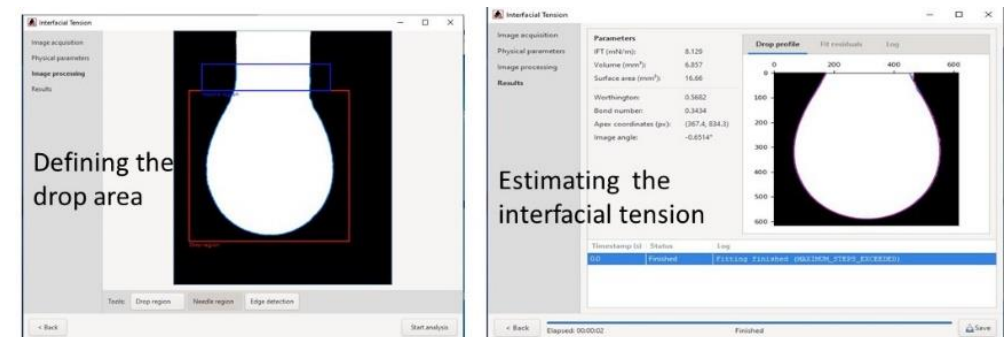 Interfacial Tension
Image acquisition
Physical parameters
Image processing
Results
Defining the
drop area
Needle region
Drop region
Tools:
Drop region
Needle region
Edge detection
< Back
Start analysis
Interfacial Tension
Image acquisition
Physical parameters
Image processing
Results
Parameters
IFT (mN/m): 8.129
Volume (mm³): 6.857
Surface area (mm²): 16.66
Worthington: 0.5682
Bond number: 0.3434
Apex coordinates (px): (367.4, 834.3)
Image angle: -0.6514°
Drop profile
Fit residuals
Log
0 200 400 600
0
100
200
300
400
500
600
Estimating the
interfacial tension
Timestamp (s) Status Log
0.0 Finished Fitting finished (MAXIMUM_STEPS_EXCEEDED)
< Back
Elapsed: 00:00:02
Finished
Save